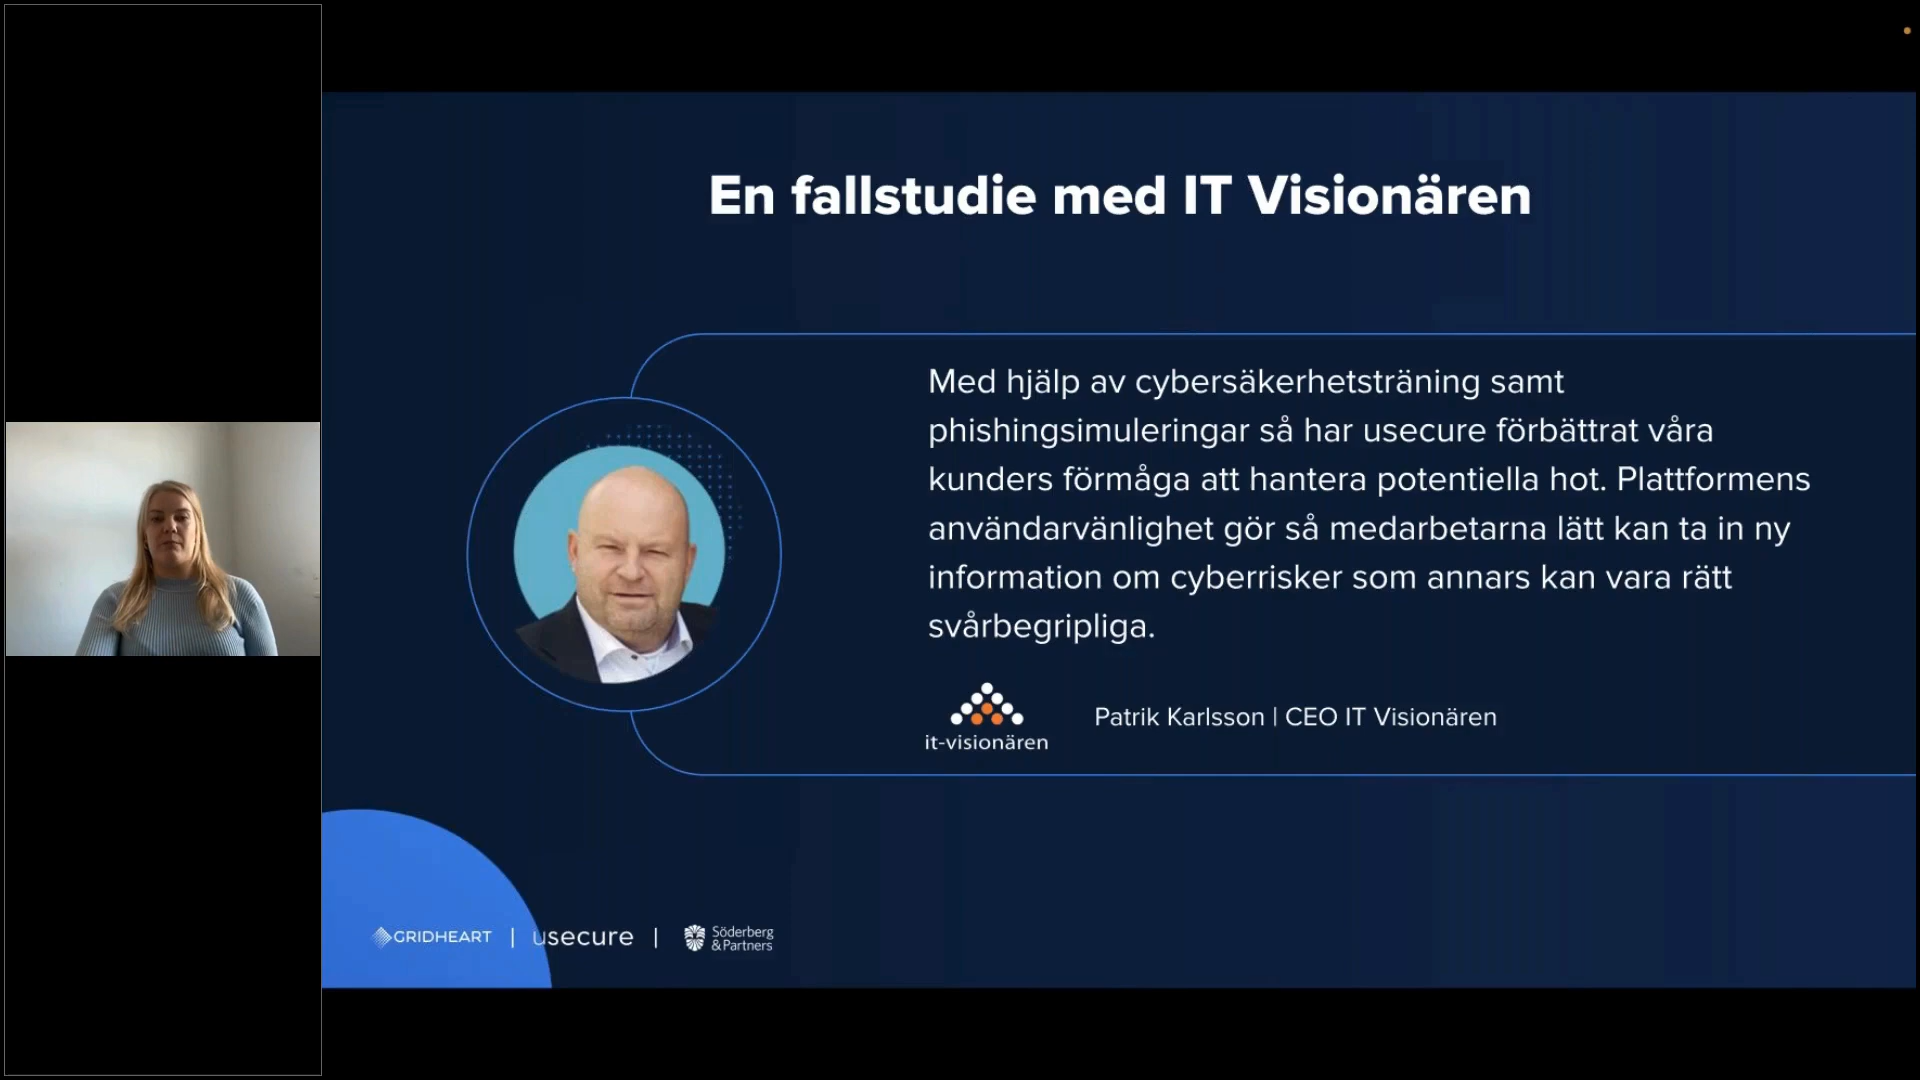 En fallstudie med IT Visionären
Med hjälp av cybersäkerhetsträning samt
phishingsimuleringar så har usecure förbättrat våra
kunders förmåga att hantera potentiella hot. Plattformens
användarvänlighet gör så medarbetarna lätt kan ta in ny
information om cyberrisker som annars kan vara rätt
svårbegripliga.
it-visionären
Patrik Karlsson | CEO IT Visionären
GRIDHEART | usecure | Söderberg
&Partners